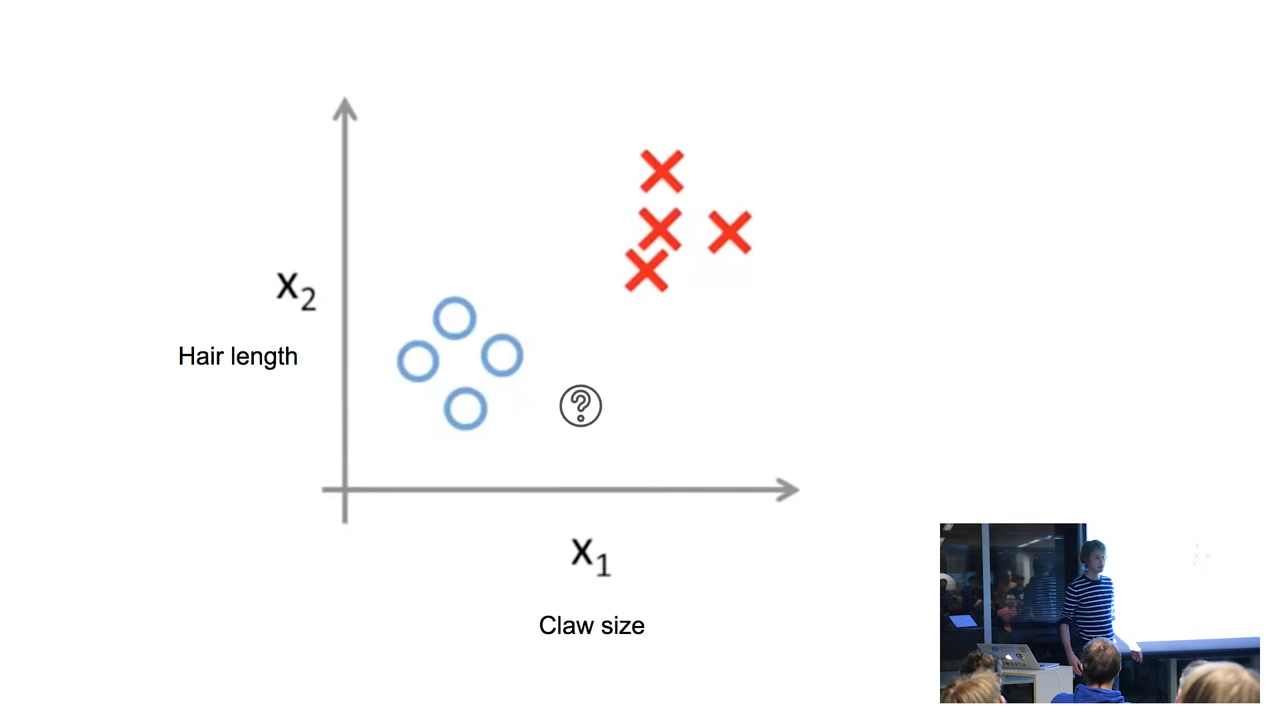 x₂
Hair length
?
x₁
Claw size